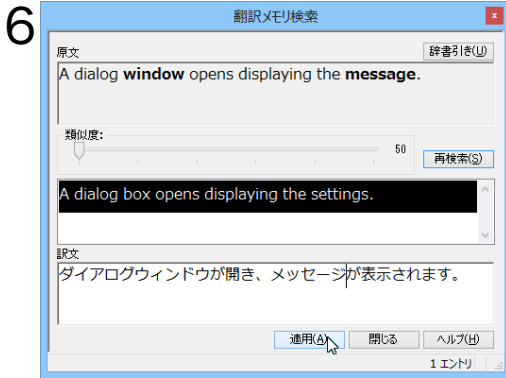 6
翻訳メモリ検索
原文
辞書引き(U)
A dialog window opens displaying the message.
類似度:
50
再検索(S)
A dialog box opens displaying the settings.
訳文
ダイアログウィンドウが開き、メッセージが表示されます。
適用(A)
閉じる
ヘルプ(H)
1 エントリ